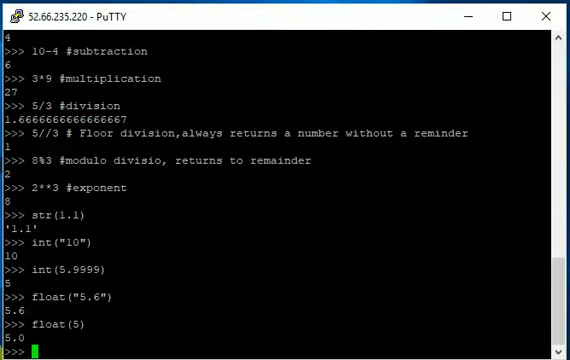 52.66.235.220 - PuTTY
4
>>> 10-4 #subtraction
6
>>> 3*9 #multiplication
27
>>> 5/3 #division
1.6666666666666667
>>> 5//3 # Floor division,always returns a number without a reminder
1
>>> 8%3 #modulo divisio, returns to remainder
2
>>> 2**3 #exponent
8
>>> str(1.1)
'1.1'
>>> int("10")
10
>>> int(5.9999)
5
>>> float("5.6")
5.6
>>> float(5)
5.0
>>>